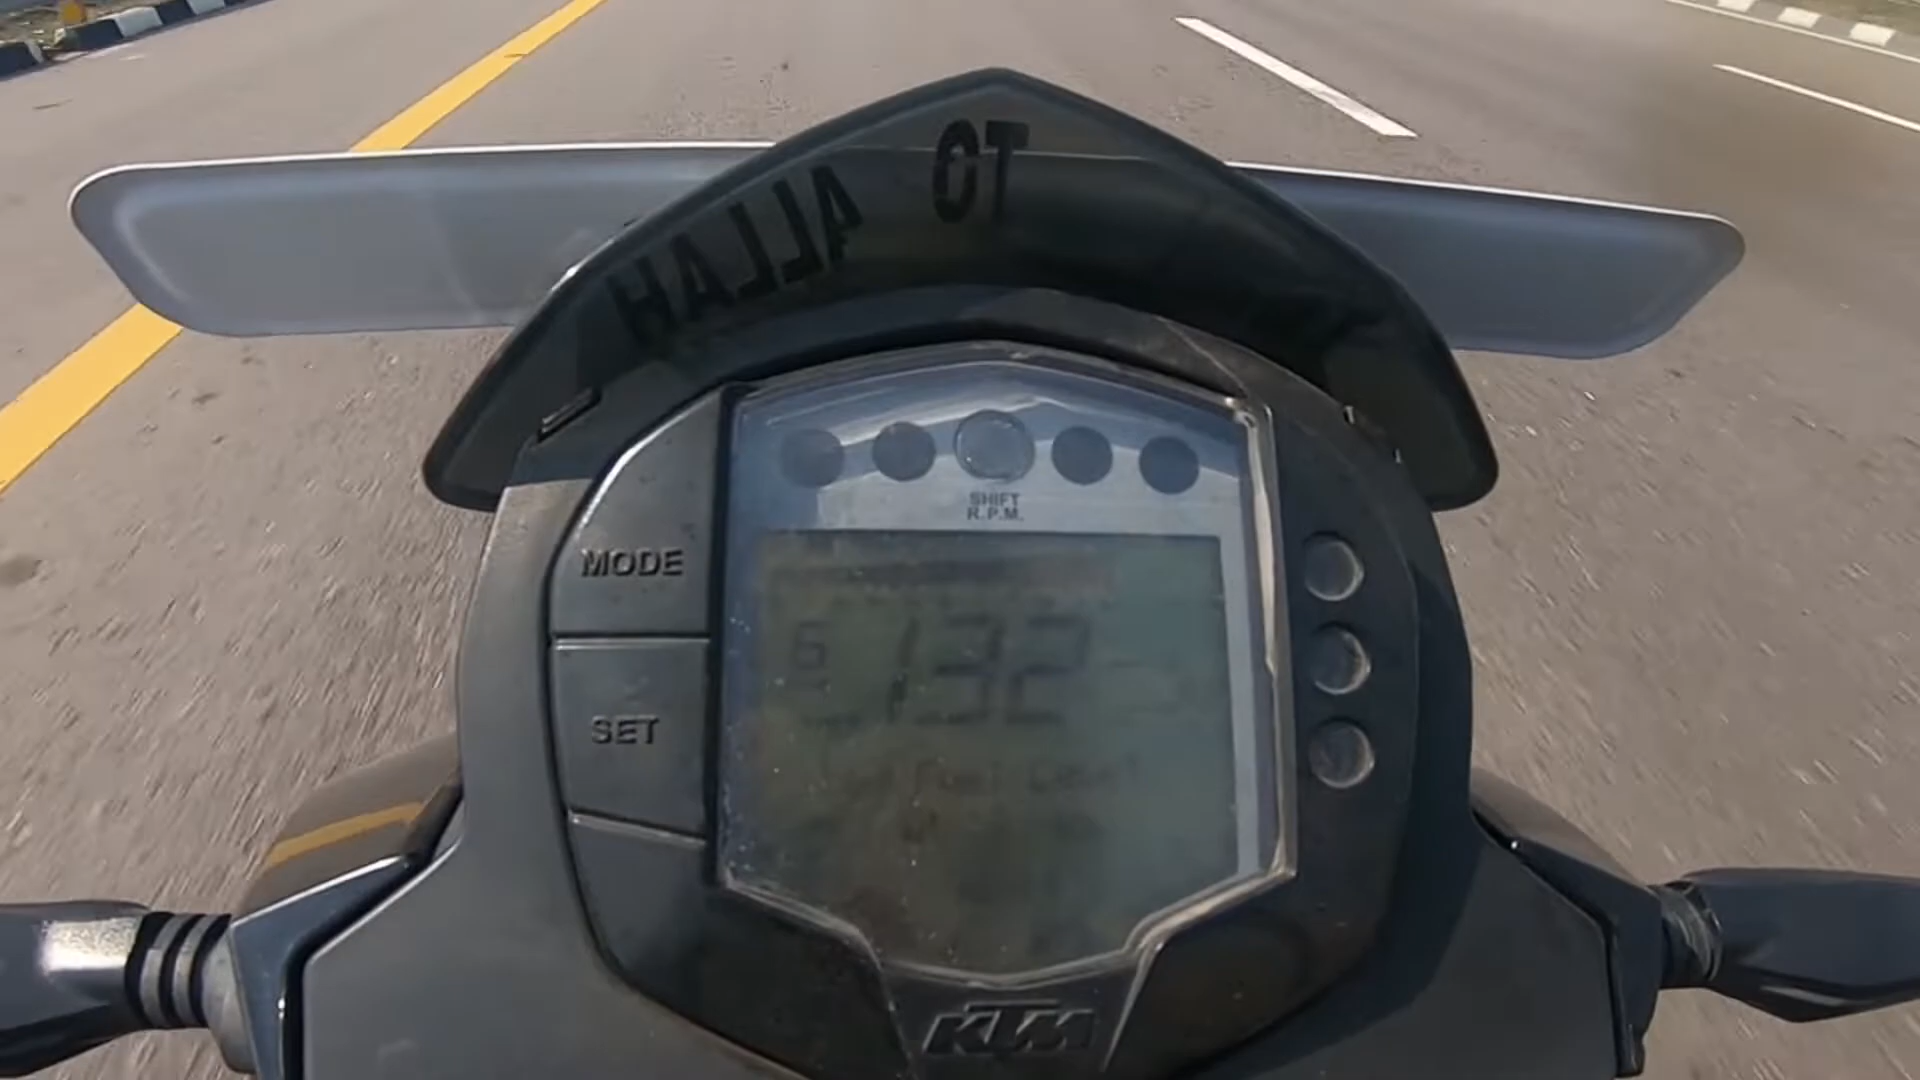 TO
ALLAH
SHIFT
R.P.M.
MODE
6 132
SET
KTM